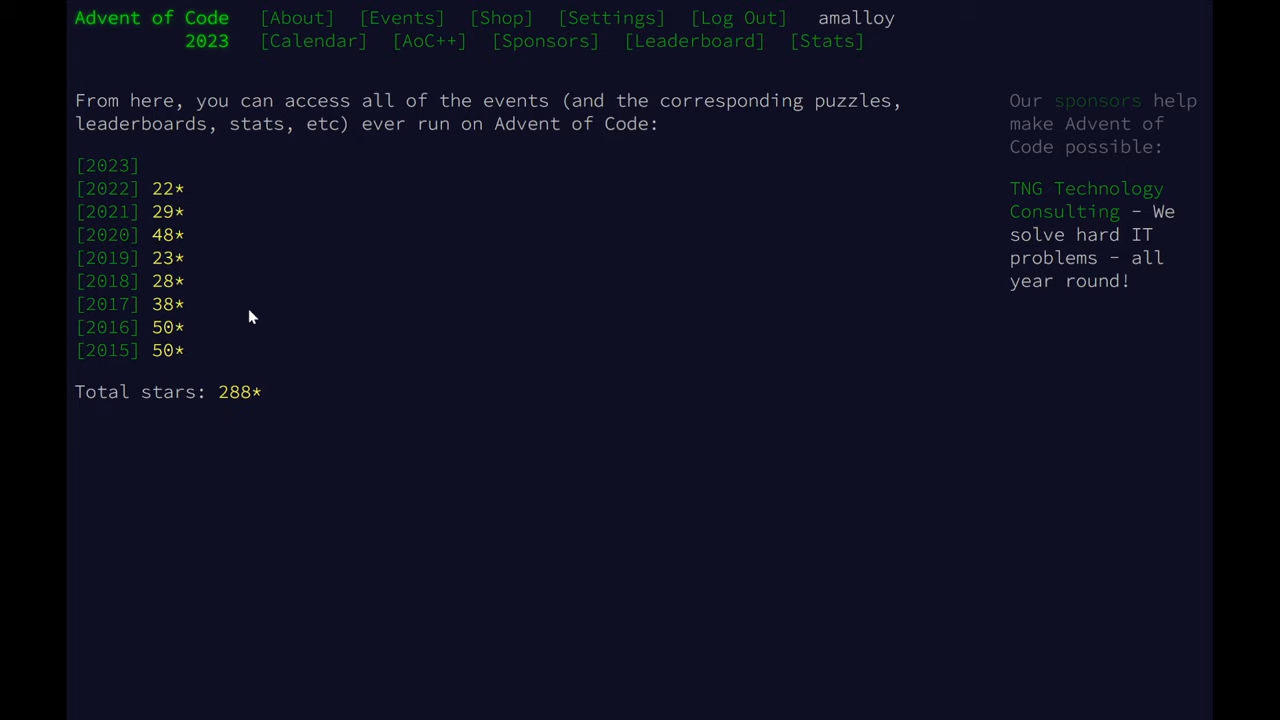 Advent of Code [About] [Events] [Shop] [Settings] [Log Out] amalloy
2023 [Calendar] [AoC++] [Sponsors] [Leaderboard] [Stats]
From here, you can access all of the events (and the corresponding puzzles,
leaderboards, stats, etc) ever run on Advent of Code:
[2023]
[2022] 22*
[2021] 29*
[2020] 48*
[2019] 23*
[2018] 28*
[2017] 38*
[2016] 50*
[2015] 50*
Total stars: 288*
Our sponsors help
make Advent of
Code possible:
TNG Technology
Consulting - We
solve hard IT
problems - all
year round!